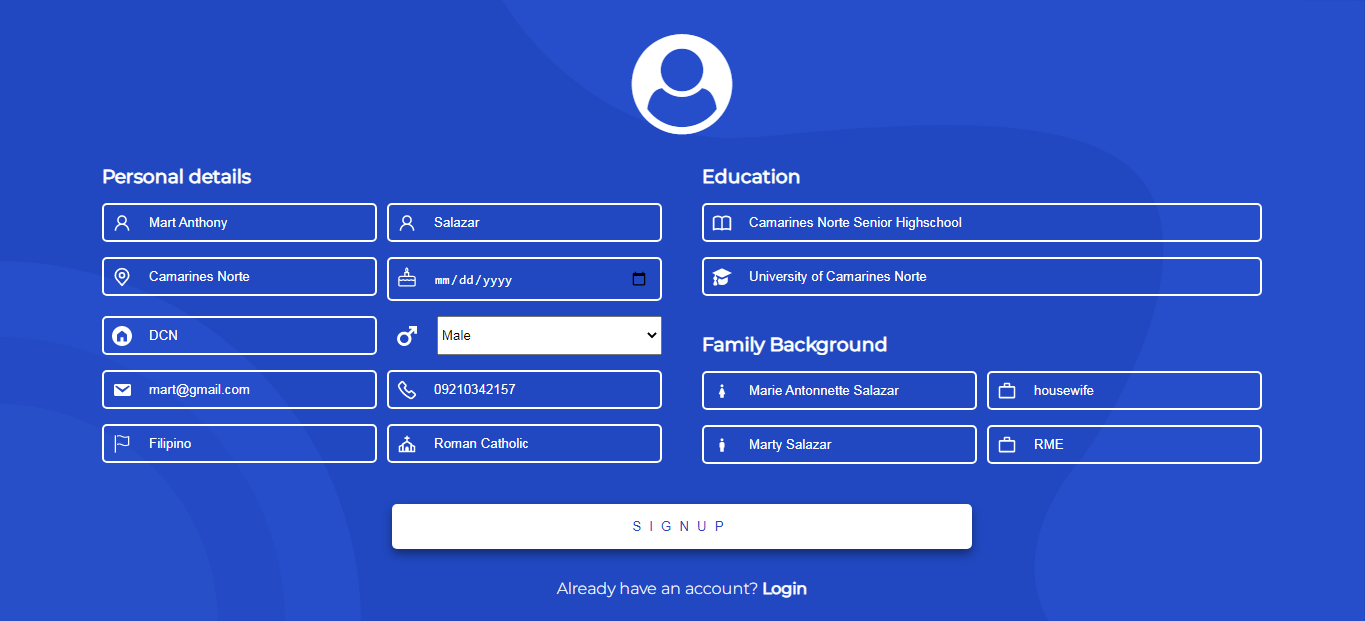 Personal details
Mart Anthony
Salazar
Camarines Norte
mm/dd/yyyy
DCN
Male
mart@gmail.com
09210342157
Filipino
Roman Catholic
Education
Camarines Norte Senior Highschool
University of Camarines Norte
Family Background
Marie Antonnette Salazar
housewife
Marty Salazar
RME
SIGNUP
Already have an account? Login